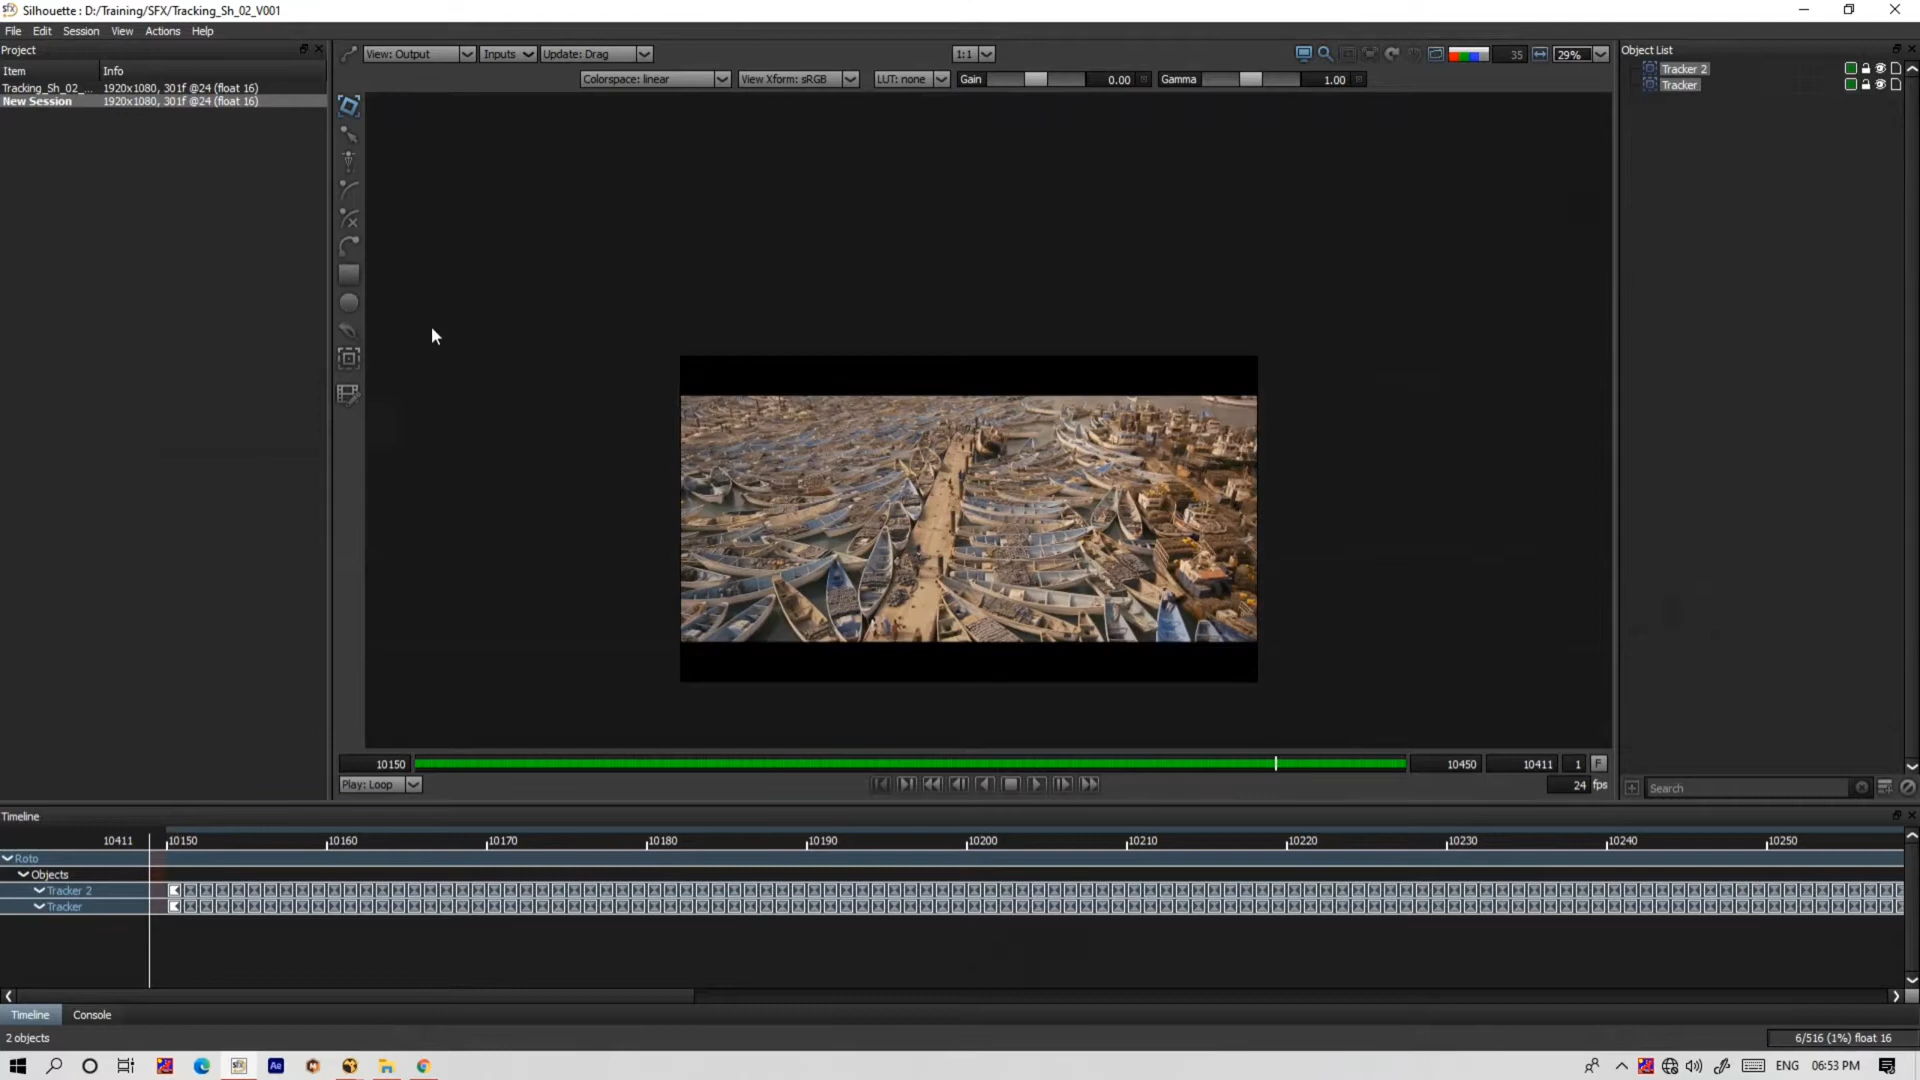 Silhouette : D:/Training/SFX/Tracking_Sh_02_V001
File Edit Session View Actions Help
Project
Item Info
Tracking_Sh_02_... 1920x1080, 301f @24 (float 16)
New Session 1920x1080, 301f @24 (float 16)
View: Output Inputs Update: Drag 1:1 35 29%
Colorspace: linear View Xform: sRGB LUT: none Gain 0.00 Gamma 1.00
Object List
Tracker 2
Tracker
10150 10450 10411 1 F
Play: Loop 24 fps
Search
Timeline
10411 10150 10160 10170 10180 10190 10200 10210 10220 10230 10240 10250
Roto
Objects
Tracker 2
Tracker
Timeline Console
2 objects 6/516 (1%) float 16
Ae ENG 06:53 PM